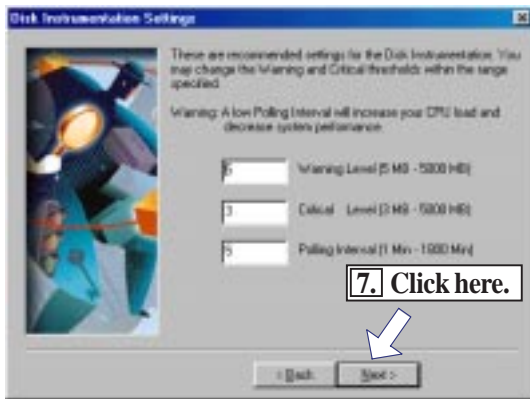 Disk Instrumentation Settings
These are recommended settings for the Disk Instrumentation. You
may change the Warning and Critical thresholds within the range
specified.
Warning: A low Polling Interval will increase your CPU load and
decrease system performance.
Warning Level (5 MB - 5000 MB)
3
Critical Level (3 MB - 5000 MB)
5
Polling Interval (1 Min - 1800 Min)
7. Click here.
< Back
Next >